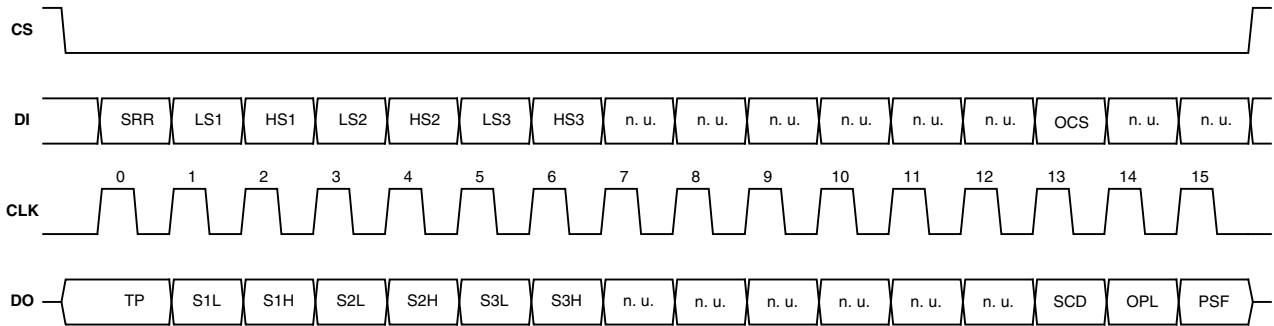 CS
DI SRR LS1 HS1 LS2 HS2 LS3 HS3 n. u. n. u. n. u. n. u. n. u. n. u. OCS n. u. n. u.
0 1 2 3 4 5 6 7 8 9 10 11 12 13 14 15
CLK
DO TP S1L S1H S2L S2H S3L S3H n. u. n. u. n. u. n. u. n. u. n. u. SCD OPL PSF